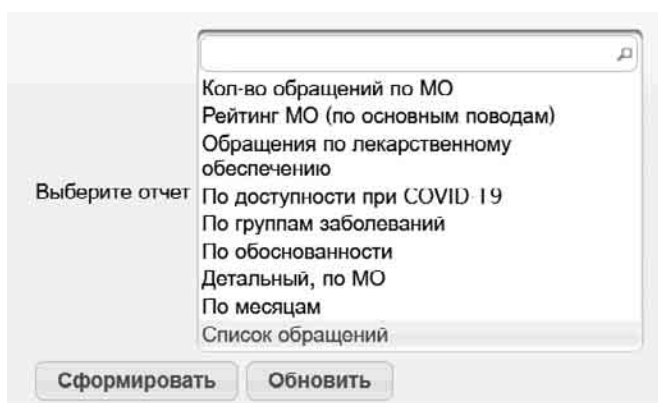 Кол-во обращений по МО
Рейтинг МО (по основным поводам)
Обращения по лекарственному
обеспечению
Выберите отчет
По доступности при COVID-19
По группам заболеваний
По обоснованности
Детальный, по МО
По месяцам
Список обращений
Сформировать Обновить